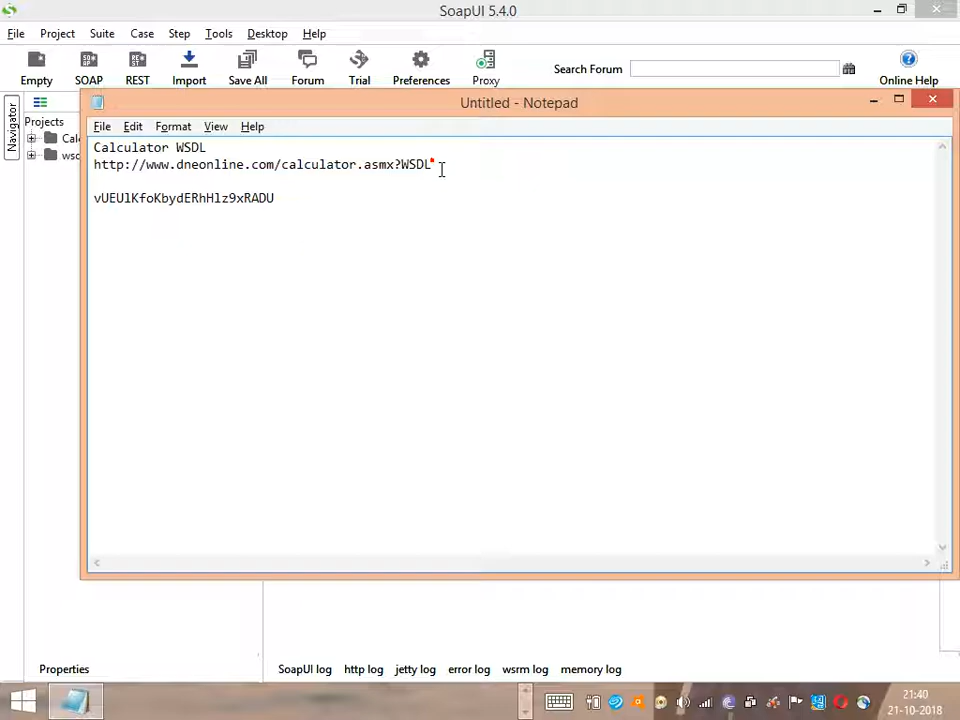 SoapUI 5.4.0
File Project Suite Case Step Tools Desktop Help
Empty SOAP REST Import Save All Forum Trial Preferences Proxy Search Forum Online Help
Navigator
Projects
Untitled - Notepad
File Edit Format View Help
Calculator WSDL
http://www.dneonline.com/calculator.asmx?WSDL
vUEUlKfoKbydERhHlz9xRADU
Properties
SoapUI log http log jetty log error log wsrm log memory log
21:40
21-10-2018